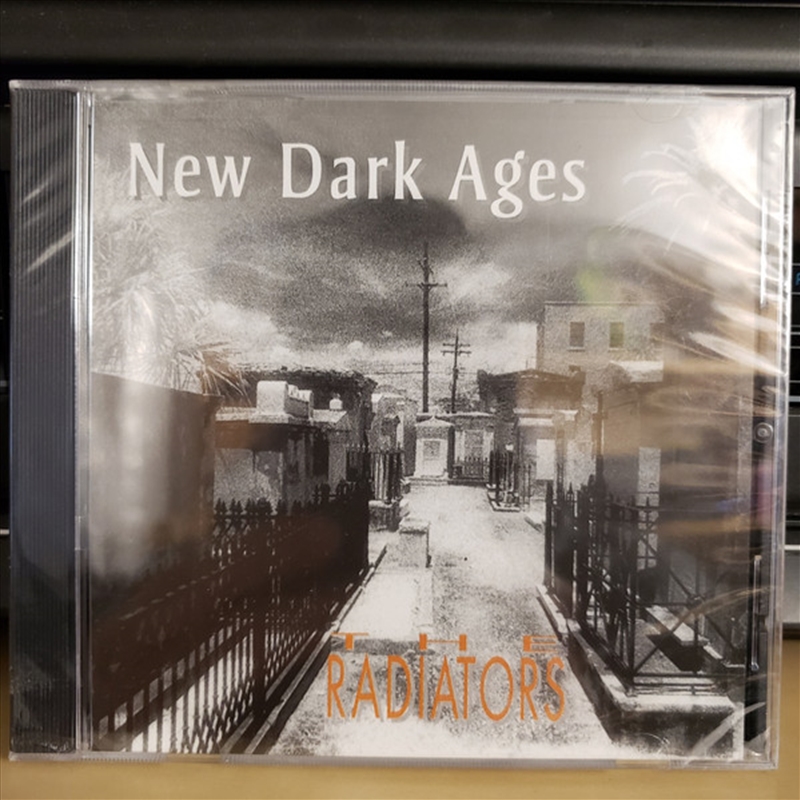 New Dark Ages
THE
RADIATORS